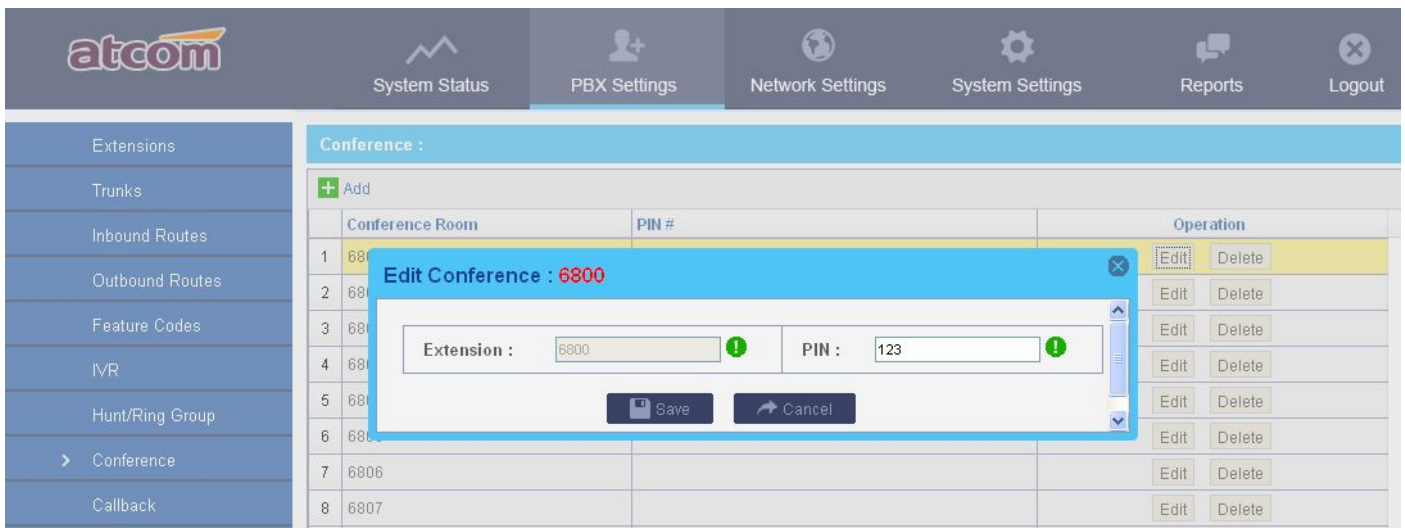 atcom
System Status
PBX Settings
Network Settings
System Settings
Reports
Logout
Extensions
Trunks
Inbound Routes
Outbound Routes
Feature Codes
IVR
Hunt/Ring Group
> Conference
Callback
Conference :
Add
Conference Room PIN # Operation
1 Edit Delete
2 Edit Delete
3 Edit Delete
4 Edit Delete
5 Edit Delete
6 Edit Delete
7 6806 Edit Delete
8 6807 Edit Delete
Edit Conference : 6800
Extension : 6800 PIN : 123
Save Cancel